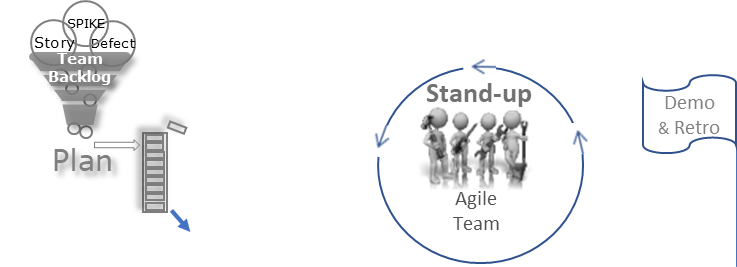 SPIKE
Story
Defect
Team
Backlog
Plan
Stand-up
Agile
Team
Demo
& Retro